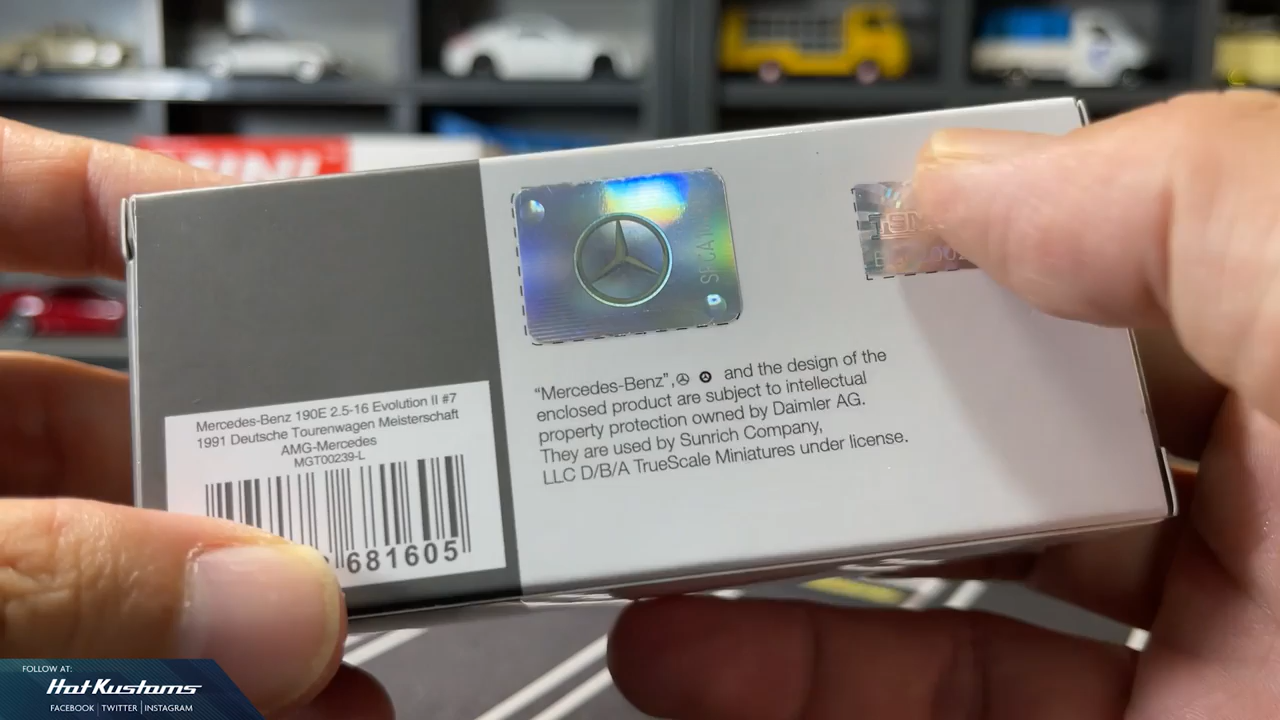 Mercedes-Benz 190E 2.5-16 Evolution II #7
1991 Deutsche Tourenwagen Meisterschaft
AMG-Mercedes
MGT00239-L
681605
"Mercedes-Benz", and the design of the
enclosed product are subject to intellectual
property protection owned by Daimler AG.
They are used by Sunrich Company,
LLC D/B/A TrueScale Miniatures under license.
FOLLOW AT:
HotKustoms
FACEBOOK | TWITTER | INSTAGRAM